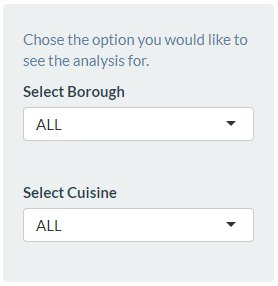 Chose the option you would like to
see the analysis for.
Select Borough
ALL
Select Cuisine
ALL